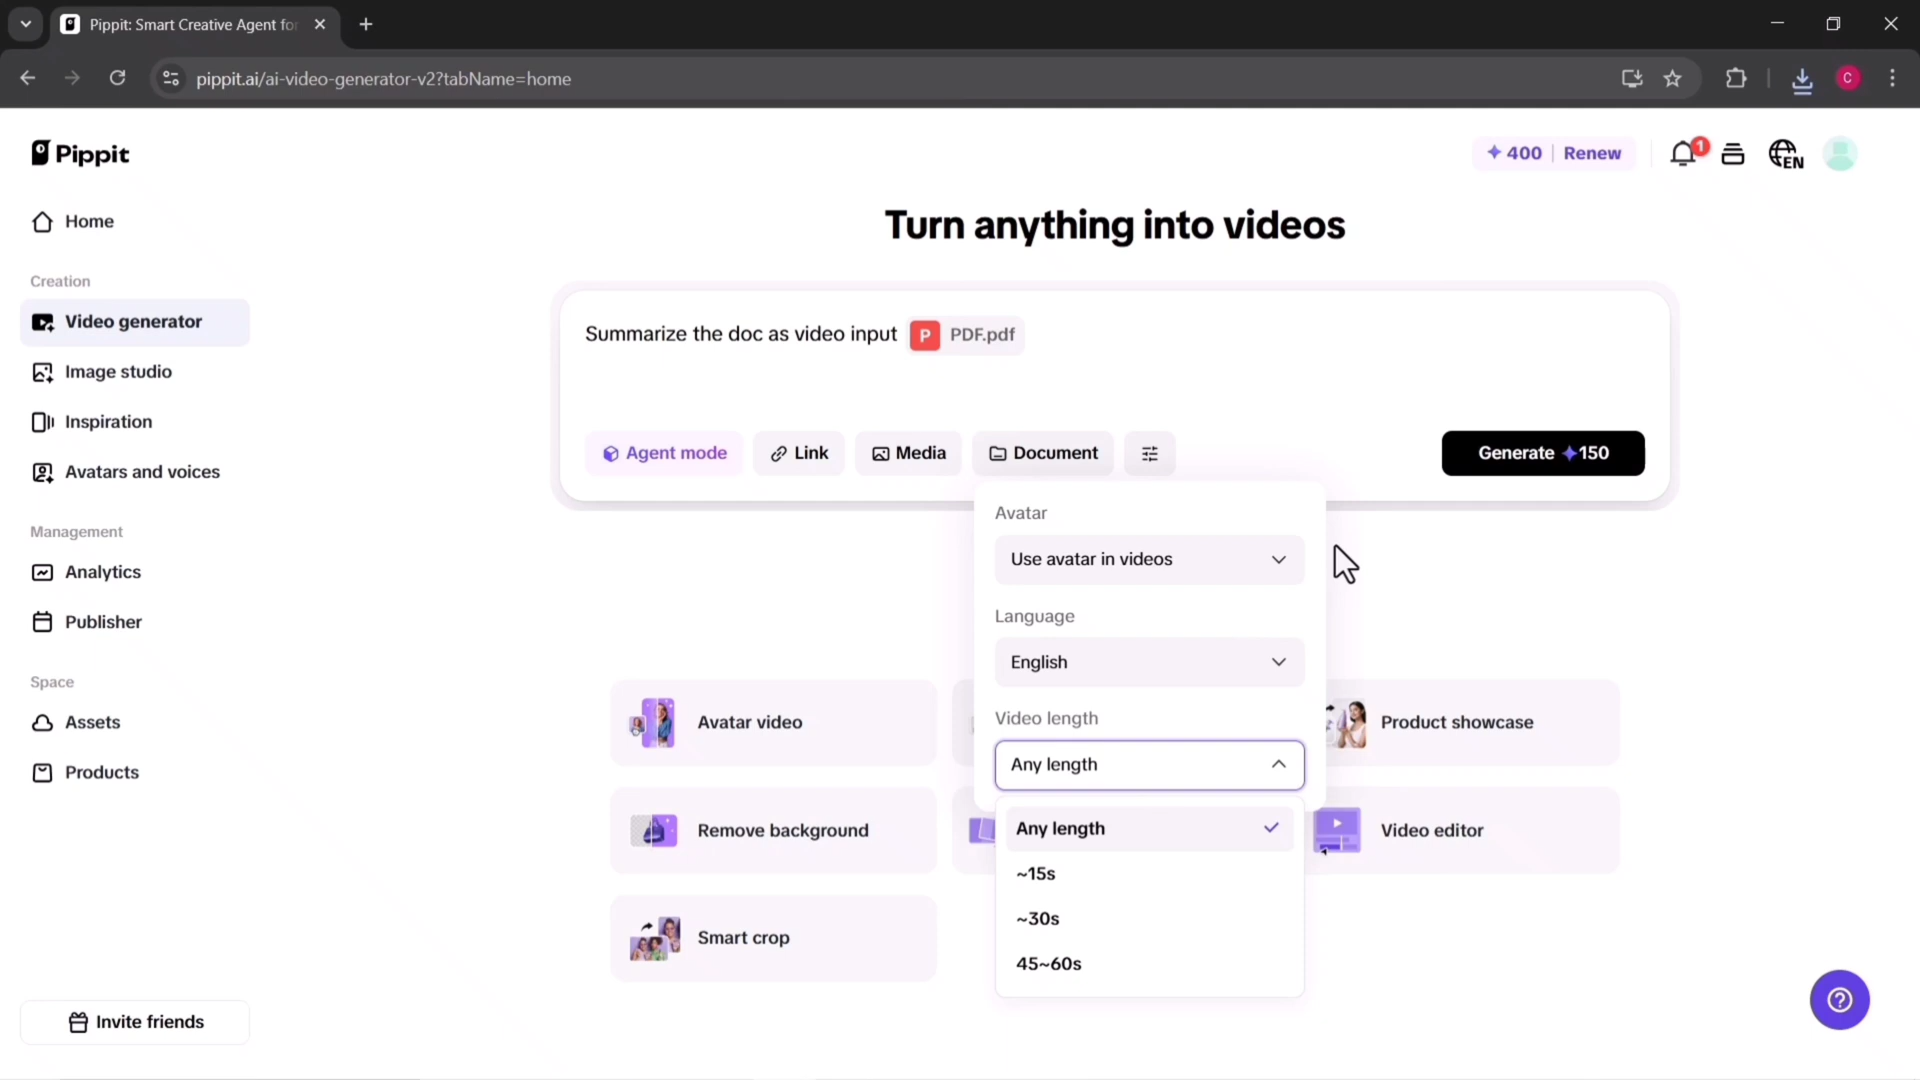 Pippit: Smart Creative Agent for
pippit.ai/ai-video-generator-v2?tabName=home
C
Pippit
400 | Renew
1
EN
Home
Creation
Video generator
Image studio
Inspiration
Avatars and voices
Management
Analytics
Publisher
Space
Assets
Products
Invite friends
Turn anything into videos
Summarize the doc as video input P PDF.pdf
Agent mode Link Media Document Generate 150
Avatar
Use avatar in videos
Language
English
Video length
Any length
Any length
~15s
~30s
45~60s
Avatar video
Product showcase
Remove background
Video editor
Smart crop